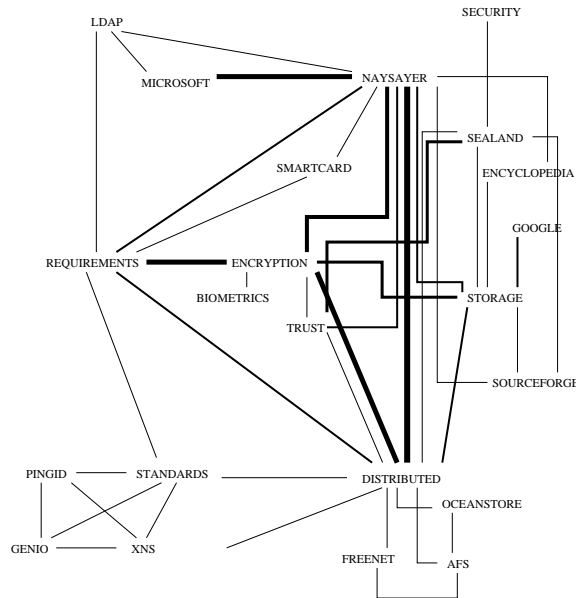 SECURITY
LDAP
MICROSOFT
NAYSAYER
SEALAND
SMARTCARD
ENCYCLOPEDIA
GOOGLE
REQUIREMENTS
ENCRYPTION
BIOMETRICS
STORAGE
TRUST
SOURCEFORGE
PINGID
STANDARDS
DISTRIBUTED
OCEANSTORE
GENIO
XNS
FREENET
AFS